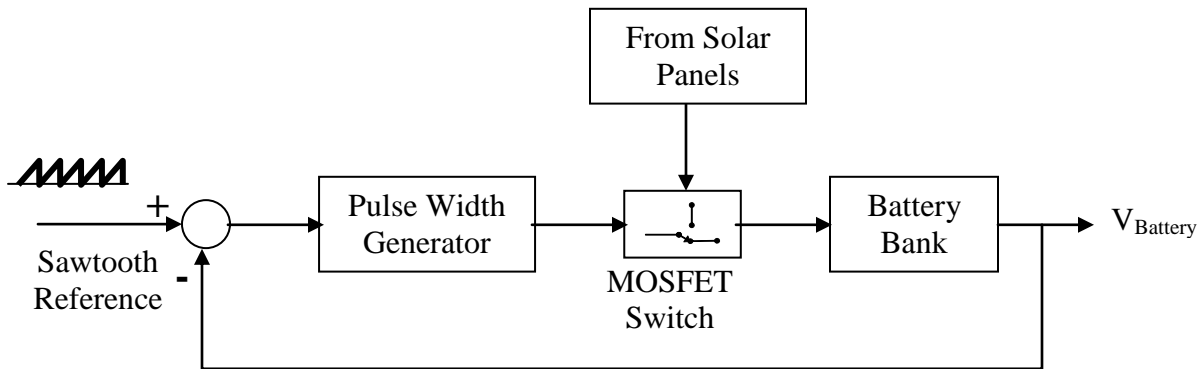 From Solar
Panels
+
Sawtooth
Reference
-
Pulse Width
Generator
MOSFET
Switch
Battery
Bank
V_Battery